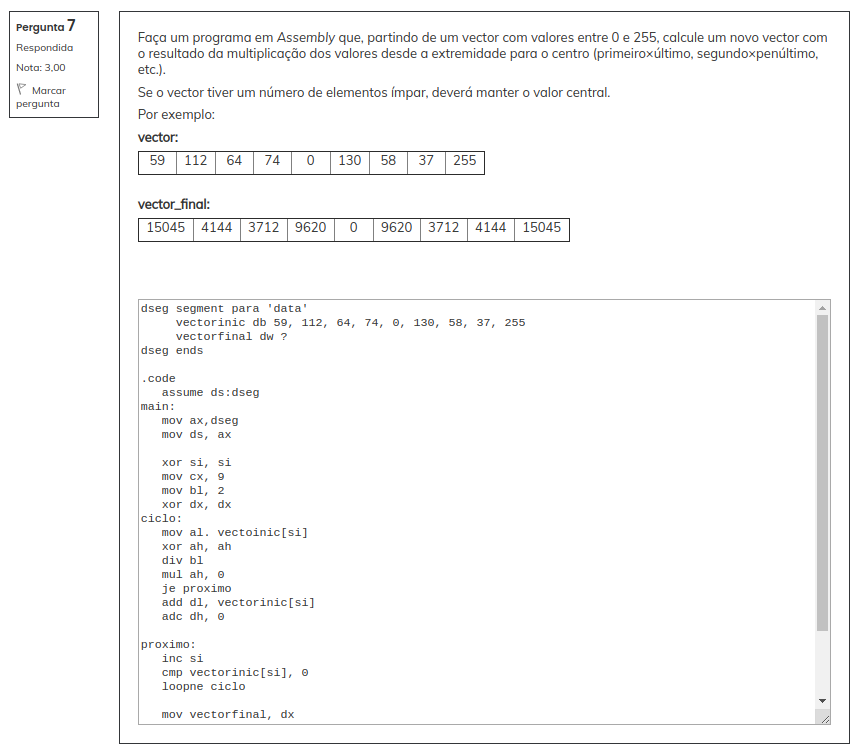 Pergunta 7
Respondida
Nota: 3,00
Marcar
pergunta
Faça um programa em Assembly que, partindo de um vector com valores entre 0 e 255, calcule um novo vector com
o resultado da multiplicação dos valores desde a extremidade para o centro (primeiro×último, segundo×penúltimo,
etc.).
Se o vector tiver um número de elementos ímpar, deverá manter o valor central.
Por exemplo:
vector:
59 112 64 74 0 130 58 37 255
vector_final:
15045 4144 3712 9620 0 9620 3712 4144 15045
dseg segment para 'data'
vectorinic db 59, 112, 64, 74, 0, 130, 58, 37, 255
vectorfinal dw ?
dseg ends
.code
assume ds:dseg
main:
mov ax,dseg
mov ds, ax
xor si, si
mov cx, 9
mov bl, 2
xor dx, dx
ciclo:
mov al. vectoinic[si]
xor ah, ah
div bl
mul ah, 0
je proximo
add dl, vectorinic[si]
adc dh, 0
proximo:
inc si
cmp vectorinic[si], 0
loopne ciclo
mov vectorfinal, dx